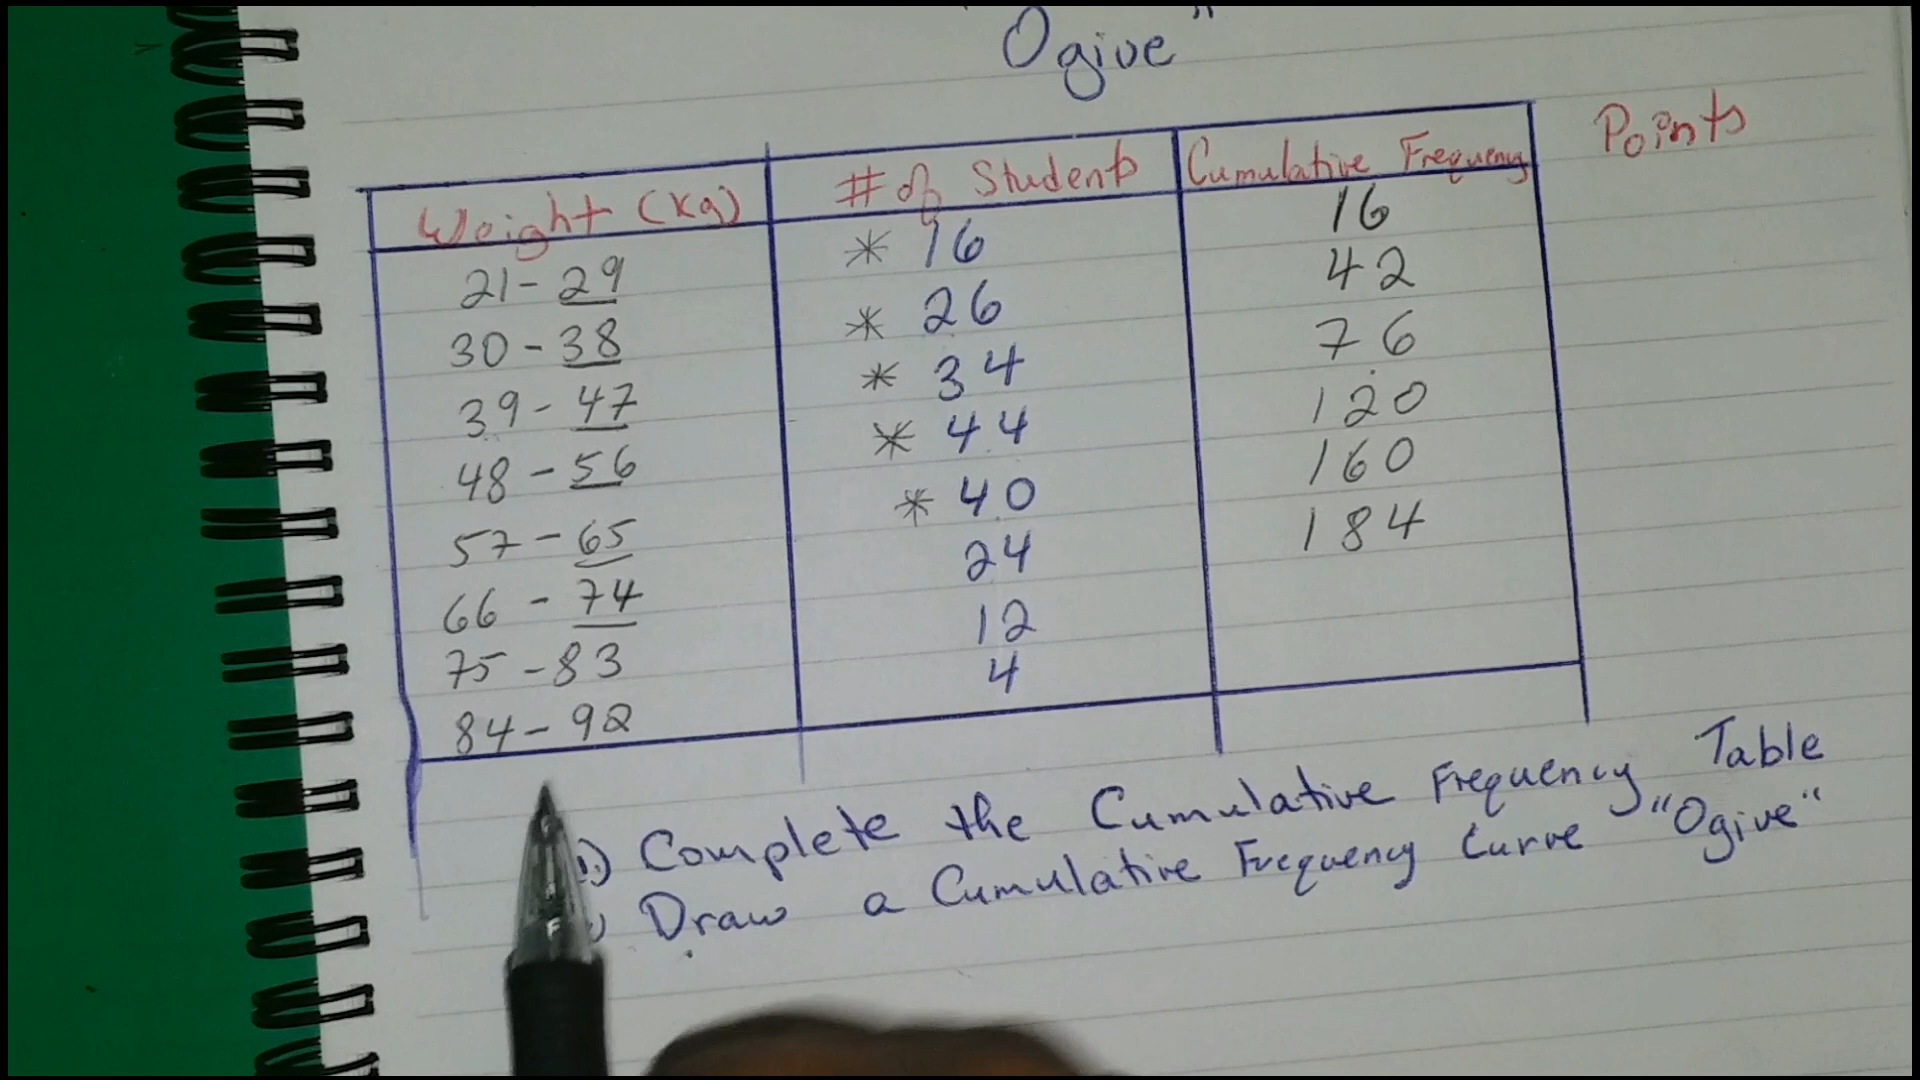 "Ogive"
Weight (Kg) # of Students Cumulative Frequency Points
21-29 * 16 16
30-38 * 26 42
39-47 * 34 76
48-56 * 44 120
57-65 * 40 160
66-74 24 184
75-83 12
84-92 4
) Complete the Cumulative Frequency Table
) Draw a Cumulative Frequency Curve "Ogive"